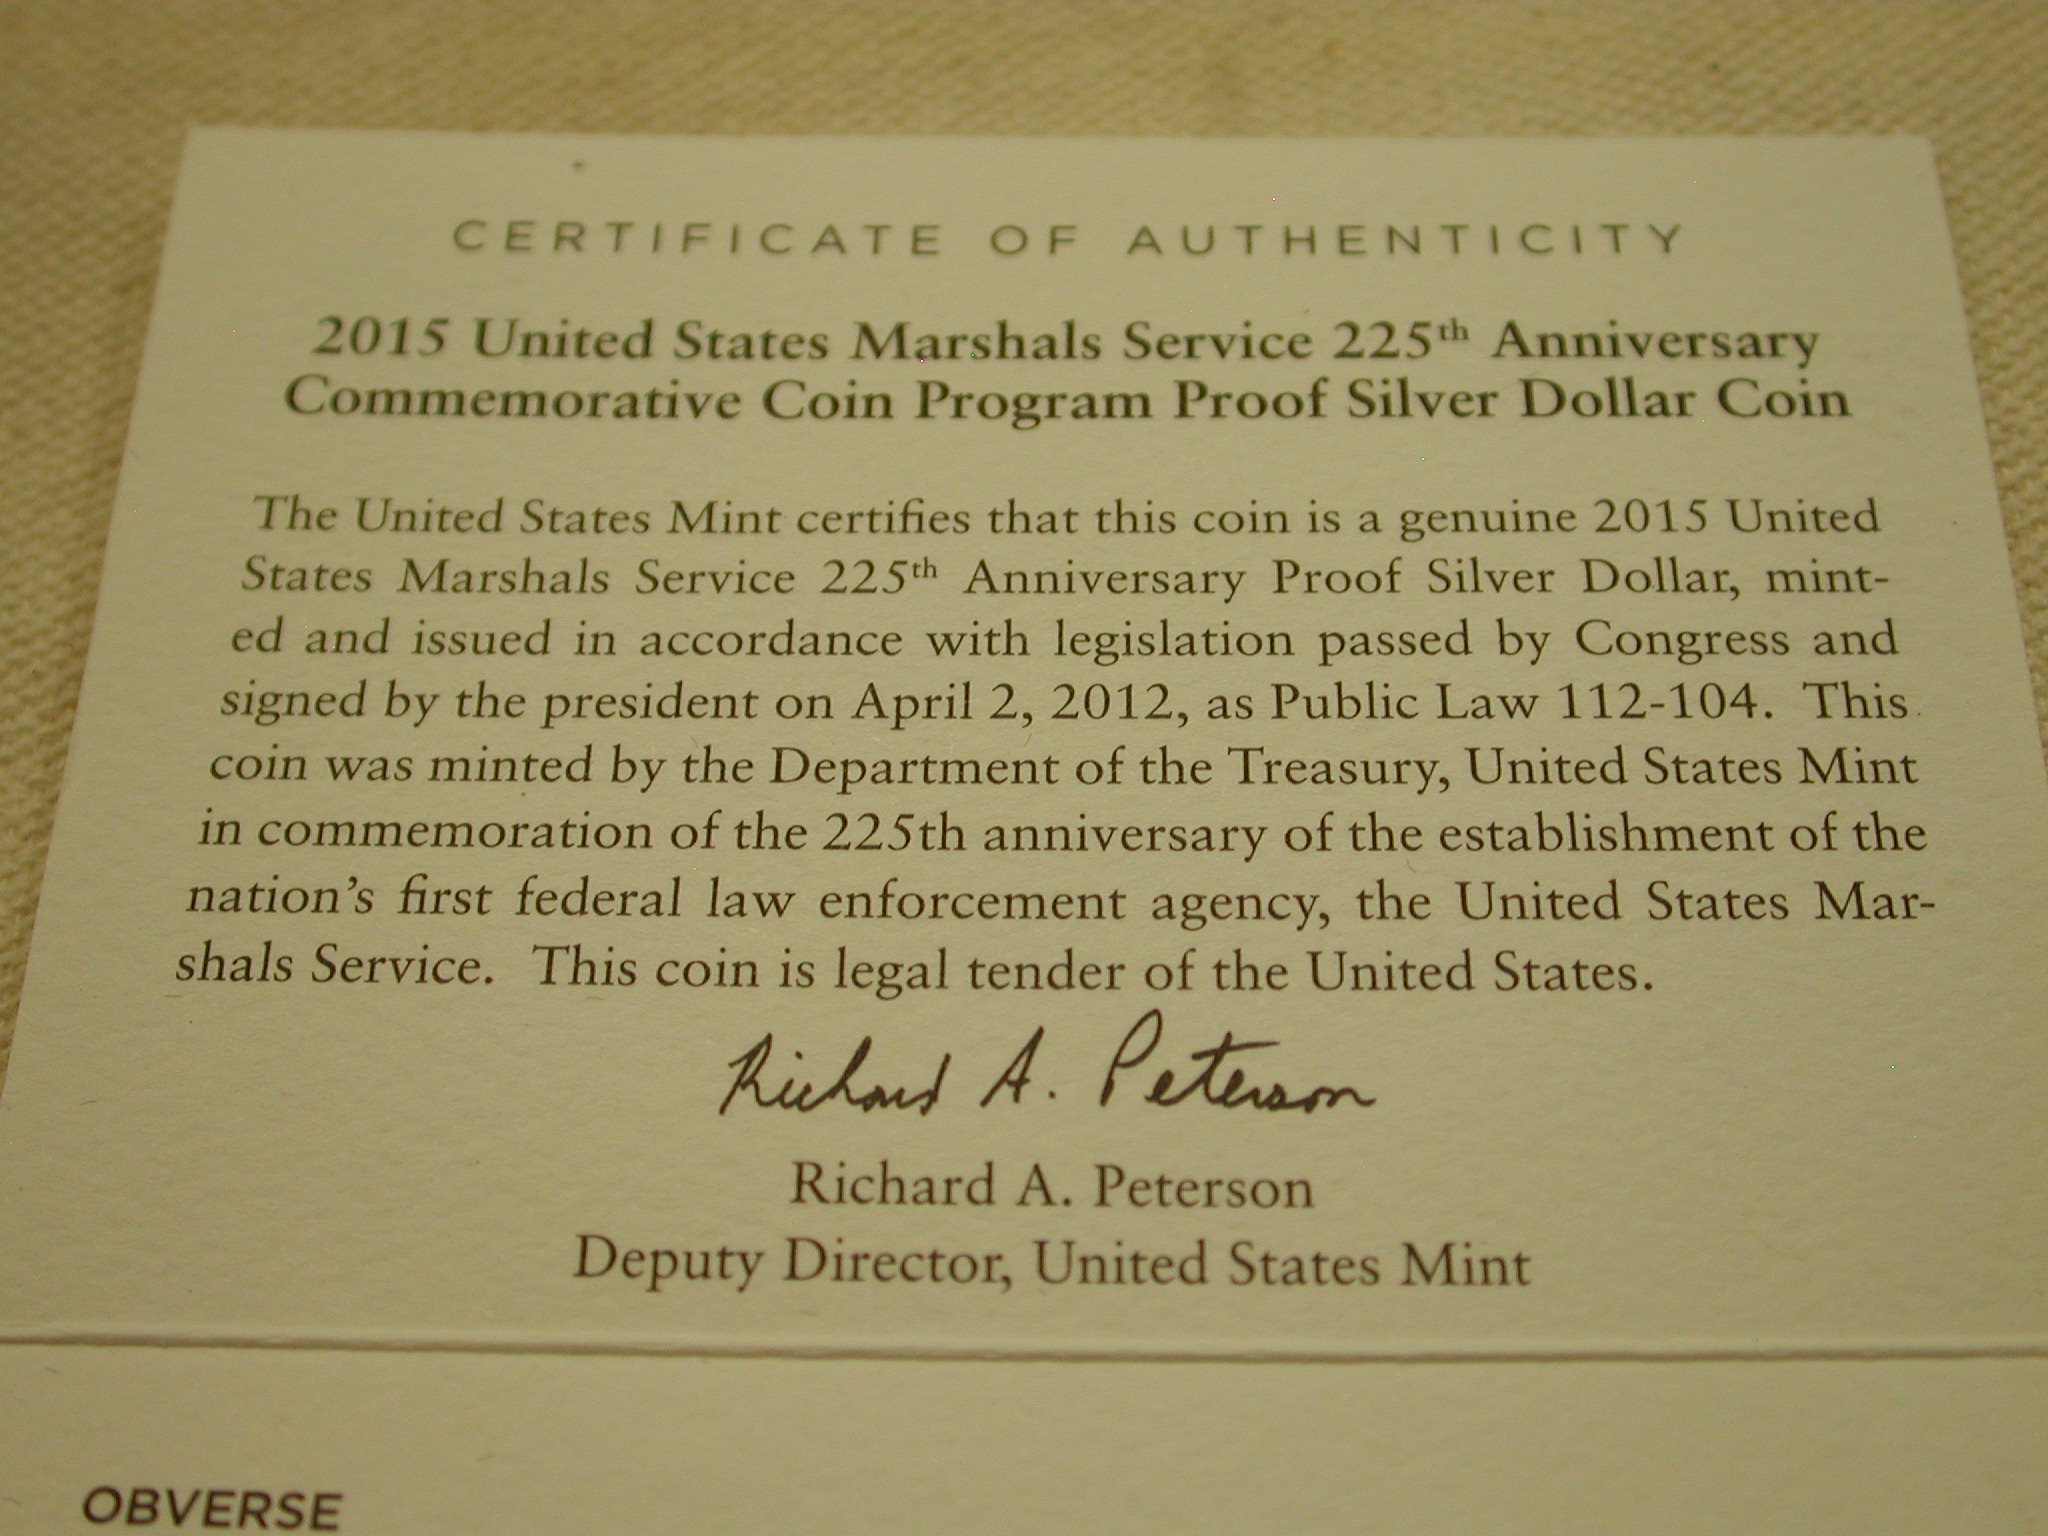 CERTIFICATE OF AUTHENTICITY
2015 United States Marshals Service 225th Anniversary
Commemorative Coin Program Proof Silver Dollar Coin
The United States Mint certifies that this coin is a genuine 2015 United
States Marshals Service 225th Anniversary Proof Silver Dollar, mint-
ed and issued in accordance with legislation passed by Congress and
signed by the president on April 2, 2012, as Public Law 112-104. This
coin was minted by the Department of the Treasury, United States Mint
in commemoration of the 225th anniversary of the establishment of the
nation’s first federal law enforcement agency, the United States Mar-
shals Service. This coin is legal tender of the United States.
Richard A. Peterson
Richard A. Peterson
Deputy Director, United States Mint
OBVERSE